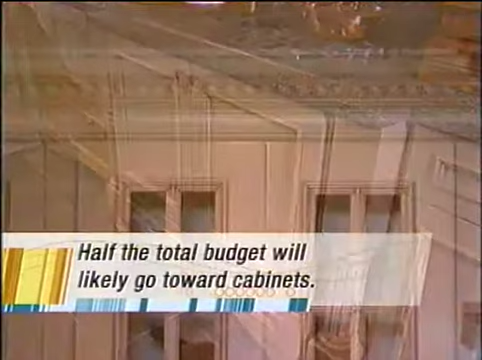 Half the total budget will
likely go toward cabinets.